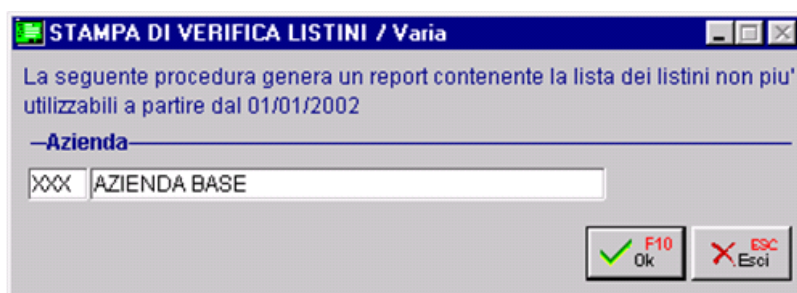 STAMPA DI VERIFICA LISTINI / Varia
La seguente procedura genera un report contenente la lista dei listini non piu'
utilizzabili a partire dal 01/01/2002
Azienda
XXX AZIENDA BASE
F10 ESC
Ok Esci